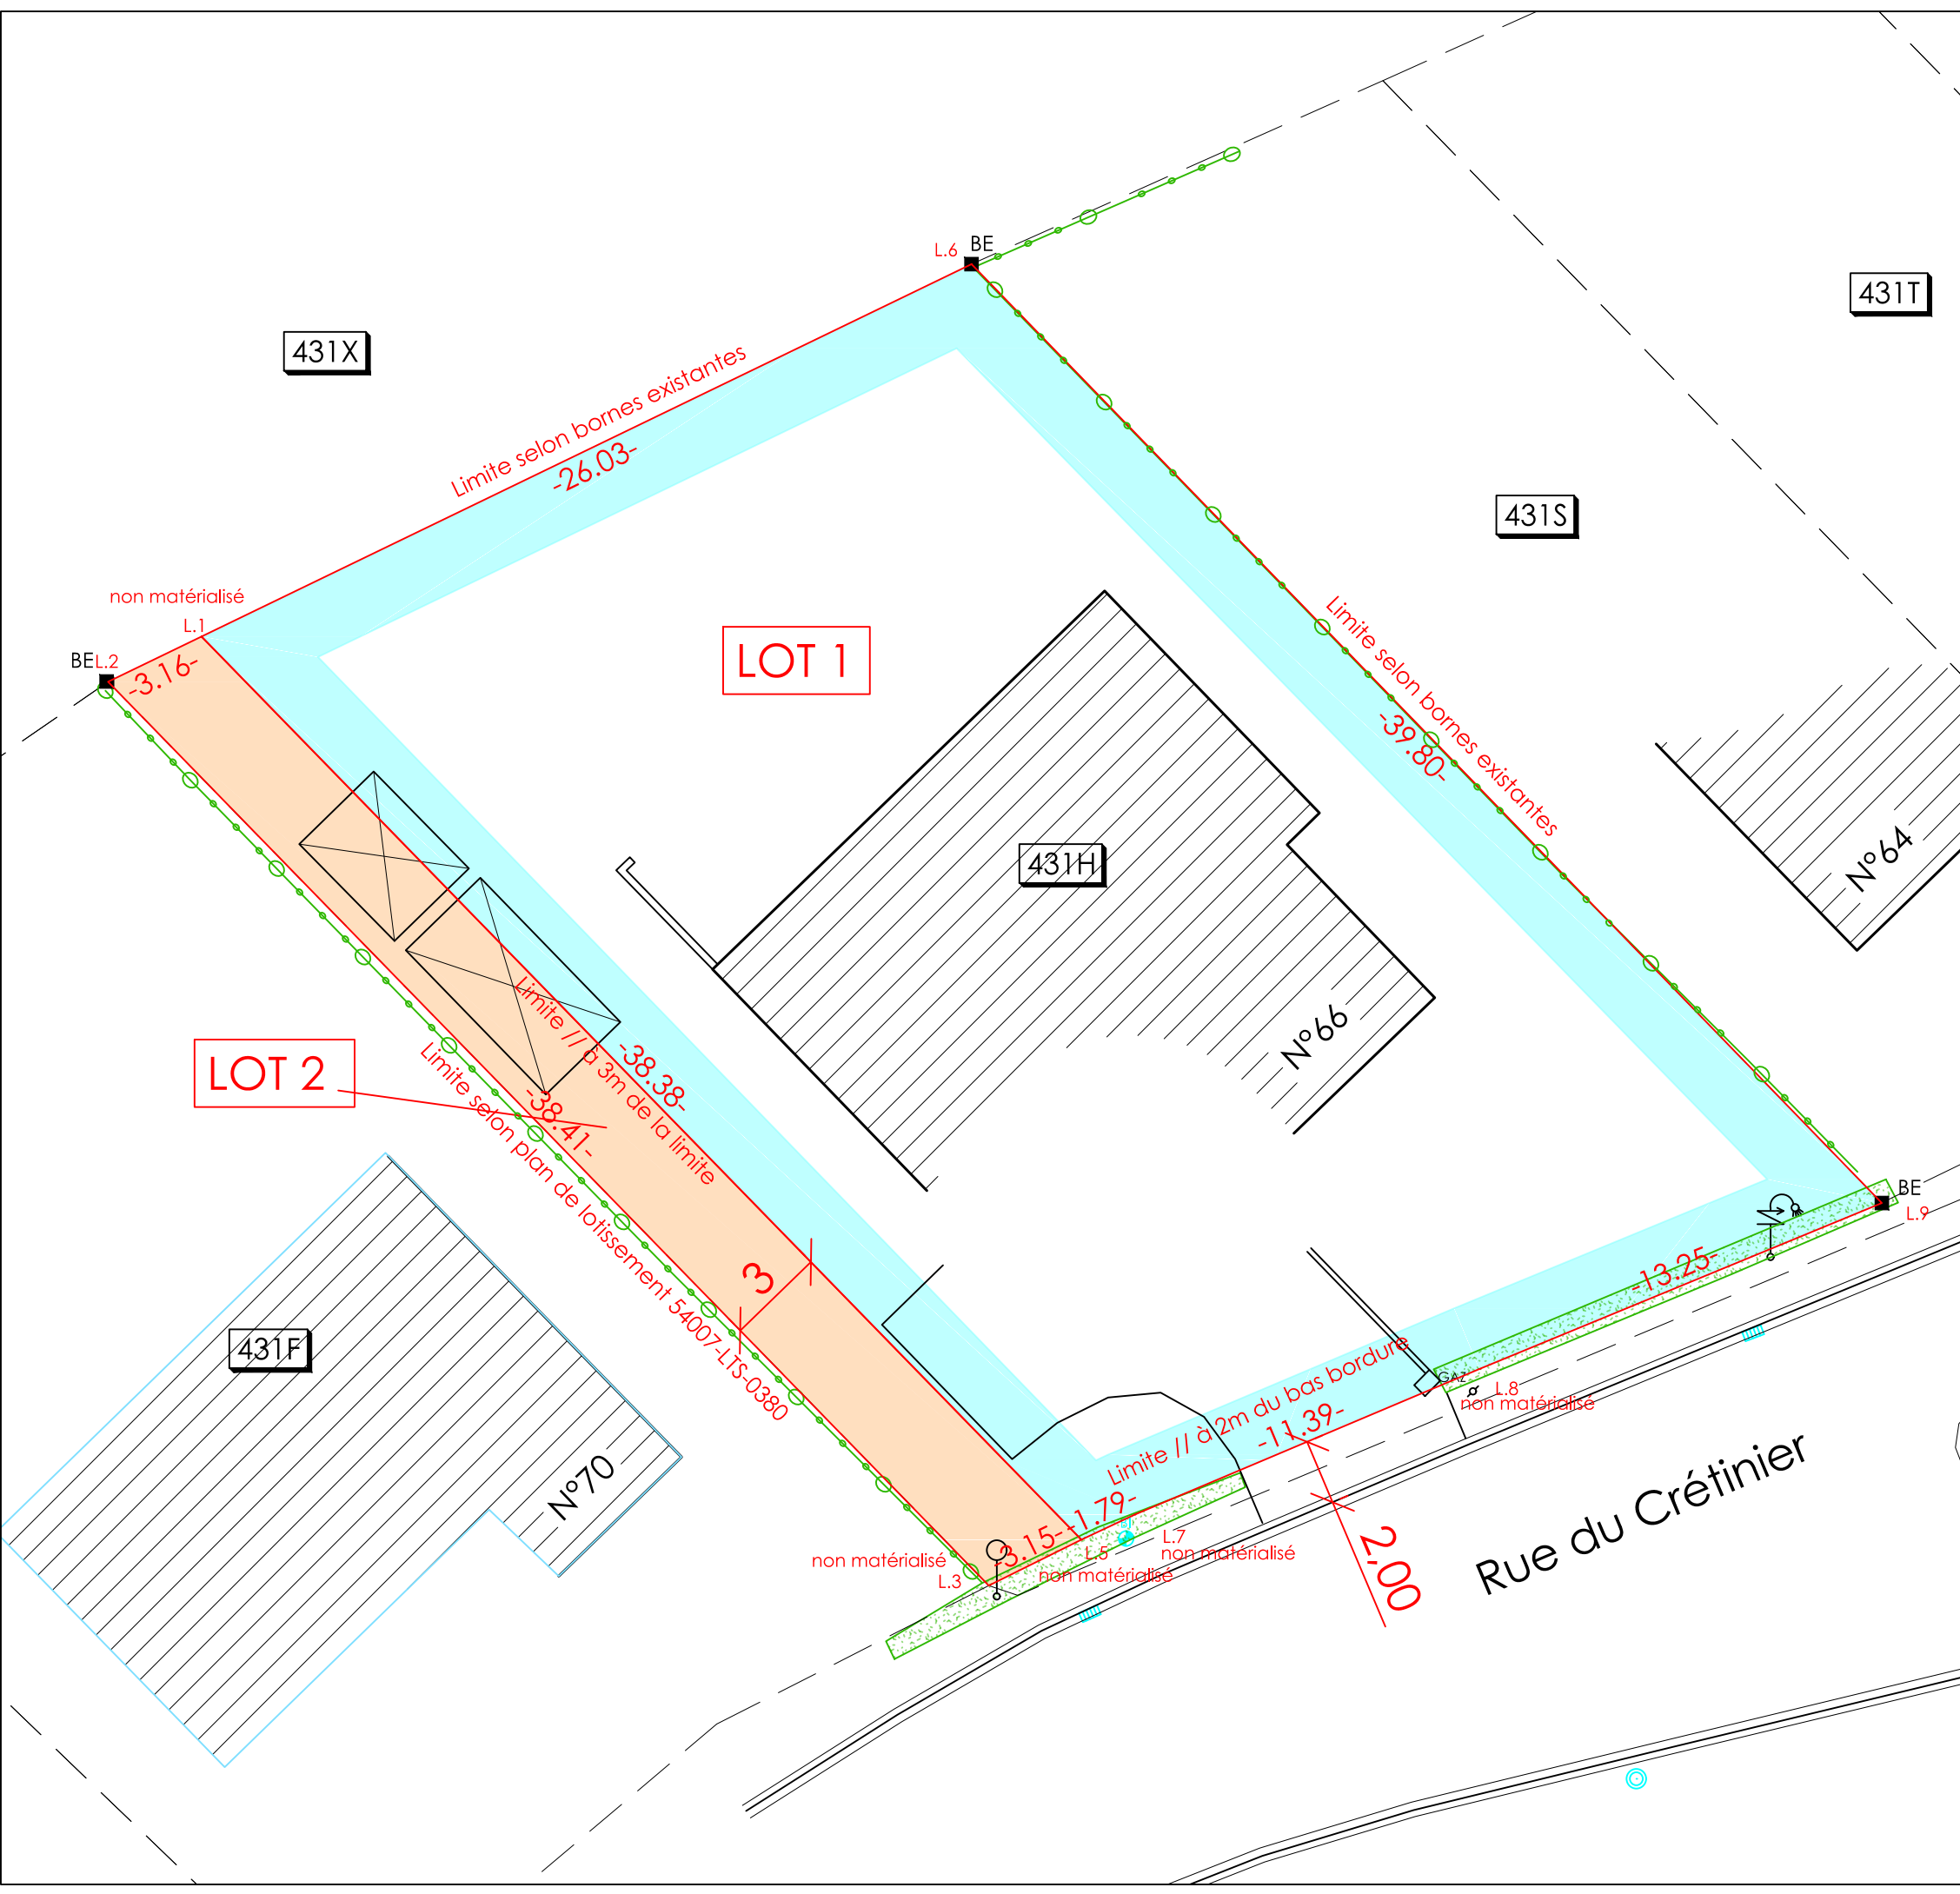 L.6
BE
431X
431T
Limite selon bornes existantes
-26.03-
431S
non matérialisé
L.1
BE
L.2
-3.16-
LOT 1
Limite selon bornes existantes
-39.80-
431H
N°64
N°66
LOT 2
Limite // à 3m de la limite
-38.38-
-38.41-
Limite selon plan de lotissement 54007-LTS-0380
3
431F
N°70
BE
L.9
-13.25-
GAZ
L.8
non matérialisé
Limite // à 2m du bas bordure
-11.39-
-1.79-
-3.15-
L.5
non matérialisé
L.7
non matérialisé
non matérialisé
L.3
2,00
Rue du Crétinier